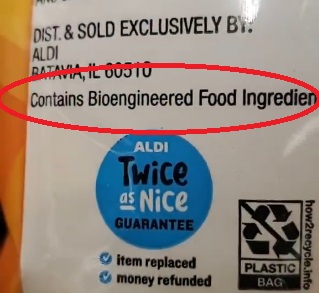 DIST. & SOLD EXCLUSIVELY BY:
ALDI
BATAVIA, IL 60510
Contains Bioengineered Food Ingredien
ALDI
Twice
as Nice
GUARANTEE
item replaced
money refunded
PLASTIC
BAG
how2recycle.info